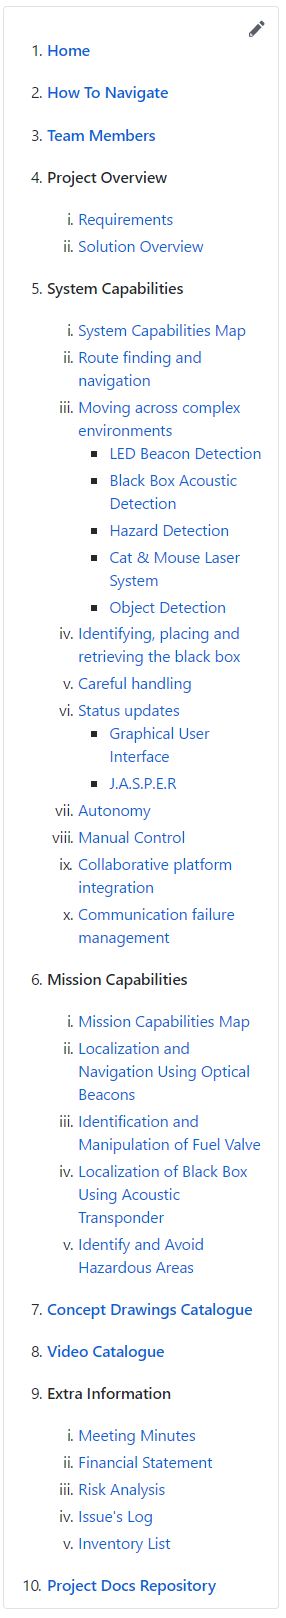 1. Home
2. How To Navigate
3. Team Members
4. Project Overview
i. Requirements
ii. Solution Overview
5. System Capabilities
i. System Capabilities Map
ii. Route finding and
navigation
iii. Moving across complex
environments
▪ LED Beacon Detection
▪ Black Box Acoustic
Detection
▪ Hazard Detection
▪ Cat & Mouse Laser
System
▪ Object Detection
iv. Identifying, placing and
retrieving the black box
v. Careful handling
vi. Status updates
▪ Graphical User
Interface
▪ J.A.S.P.E.R
vii. Autonomy
viii. Manual Control
ix. Collaborative platform
integration
x. Communication failure
management
6. Mission Capabilities
i. Mission Capabilities Map
ii. Localization and
Navigation Using Optical
Beacons
iii. Identification and
Manipulation of Fuel Valve
iv. Localization of Black Box
Using Acoustic
Transponder
v. Identify and Avoid
Hazardous Areas
7. Concept Drawings Catalogue
8. Video Catalogue
9. Extra Information
i. Meeting Minutes
ii. Financial Statement
iii. Risk Analysis
iv. Issue's Log
v. Inventory List
10. Project Docs Repository